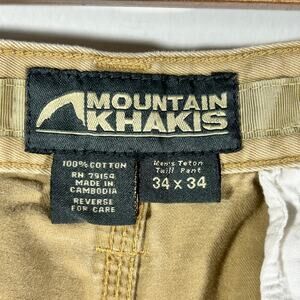 MOUNTAIN
KHAKIS
100% COTTON
RN 79154
MADE IN
CAMBODIA
REVERSE
FOR CARE
Men's Teton
Twill Pant
34 x 34